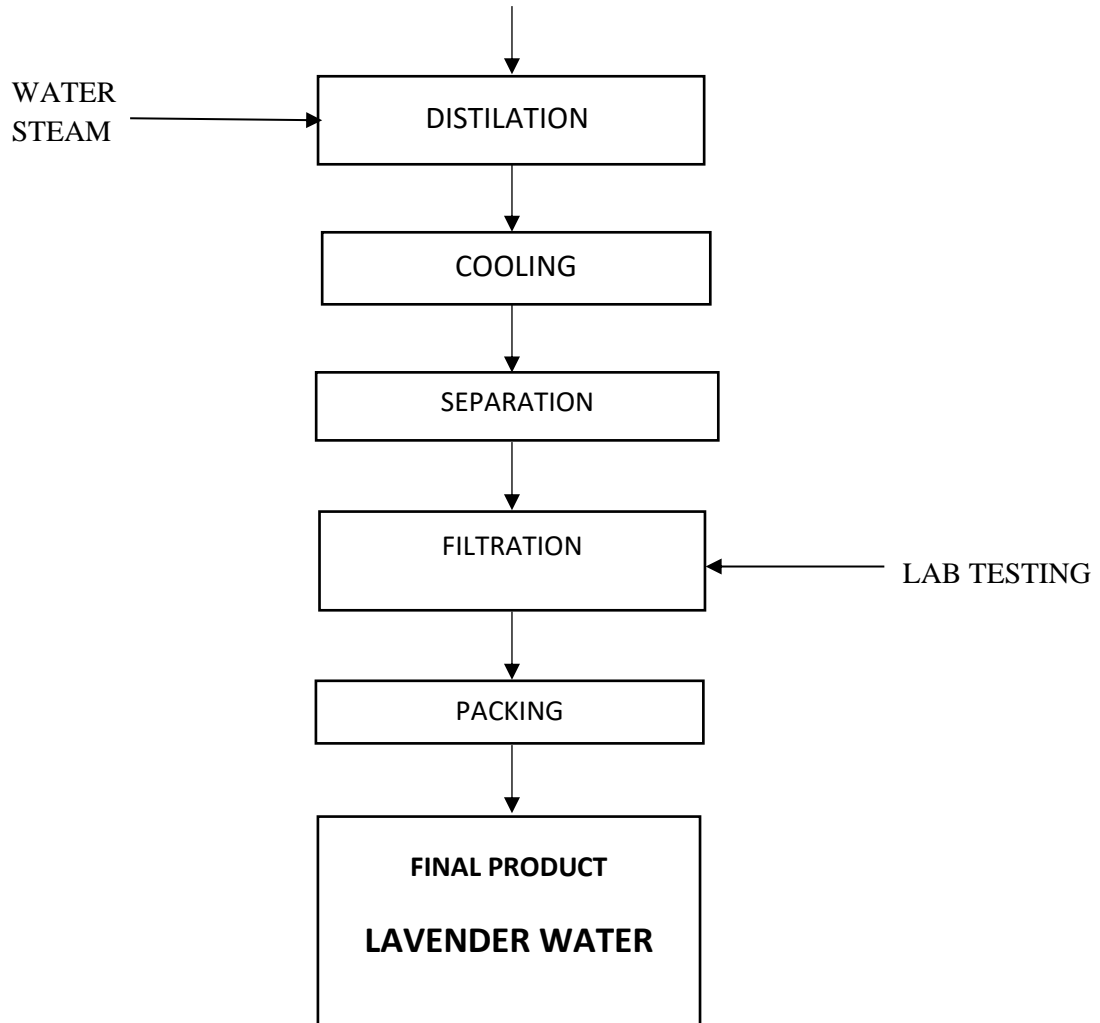 WATER
STEAM
DISTILATION
COOLING
SEPARATION
FILTRATION
LAB TESTING
PACKING
FINAL PRODUCT
LAVENDER WATER